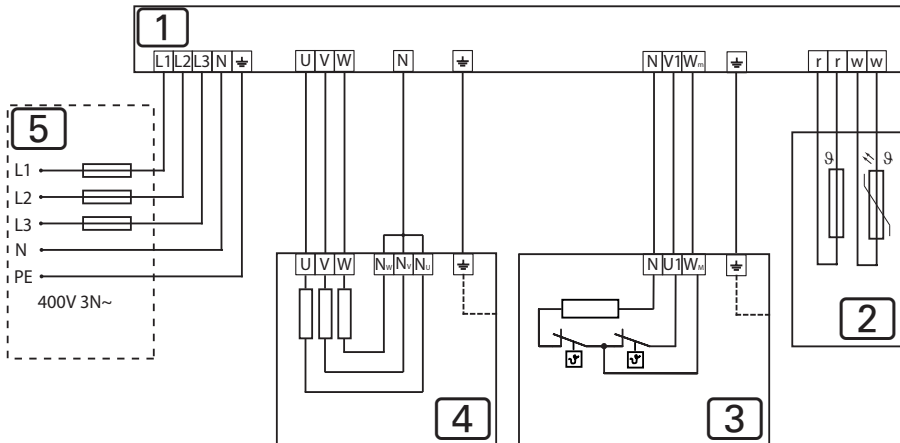 1
L1 L2 L3 N ⏚ U V W N ⏚ N V1 Wm ⏚ r r w w
5
L1
L2
L3
N
PE
400V 3N~
ϑ ϑ
U V W NW NV NU ⏚ N U1 WM ⏚
ϑ ϑ
2
4
3